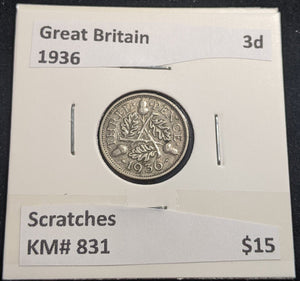 Great Britain 3d
1936
THREE PENCE
1936
Scratches
KM# 831 $15